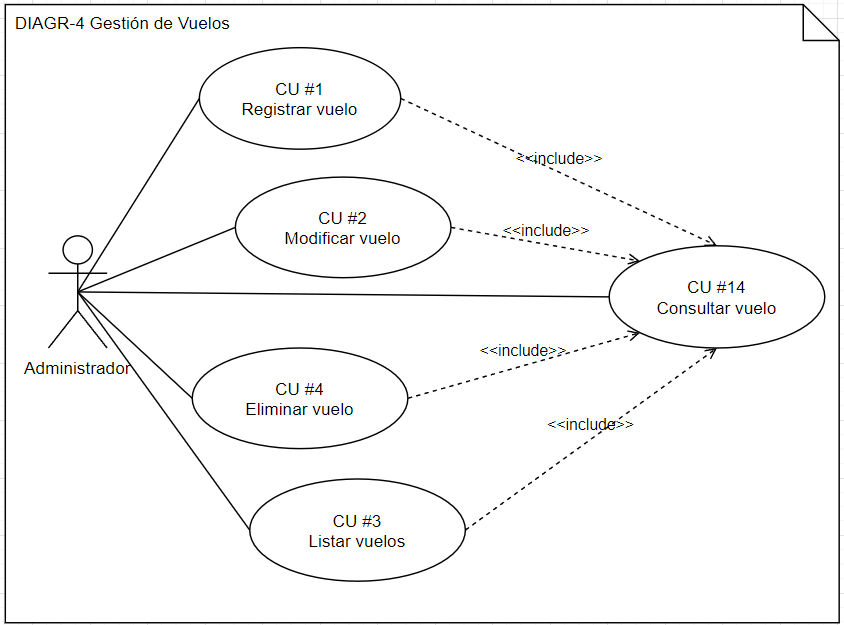 DIAGR-4 Gestión de Vuelos
CU #1
Registrar vuelo
<<include>>
CU #2
Modificar vuelo
<<include>>
CU #14
Consultar vuelo
Administrador
<<include>>
CU #4
Eliminar vuelo
<<include>>
CU #3
Listar vuelos